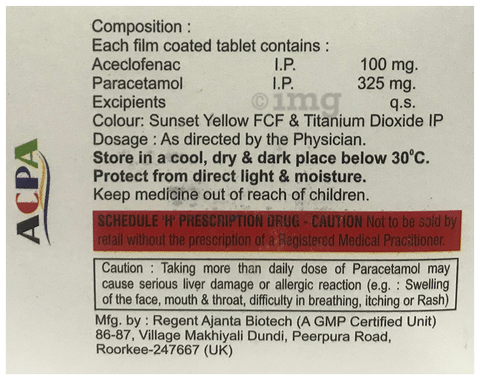 Composition :
Each film coated tablet contains :
Aceclofenac I.P. 100 mg.
Paracetamol I.P. 325 mg.
Excipients q.s.
Colour: Sunset Yellow FCF & Titanium Dioxide IP
Dosage : As directed by the Physician.
Store in a cool, dry & dark place below 30°C.
Protect from direct light & moisture.
Keep medicine out of reach of children.
ACPA
SCHEDULE 'H' PRESCRIPTION DRUG - CAUTION Not to be sold by
retail without the prescription of a Registered Medical Practitioner.
Caution : Taking more than daily dose of Paracetamol may
cause serious liver damage or allergic reaction (e.g. : Swelling
of the face, mouth & throat, difficulty in breathing, itching or Rash)
Mfg. by : Regent Ajanta Biotech (A GMP Certified Unit)
86-87, Village Makhiyali Dundi, Peerpura Road,
Roorkee-247667 (UK)